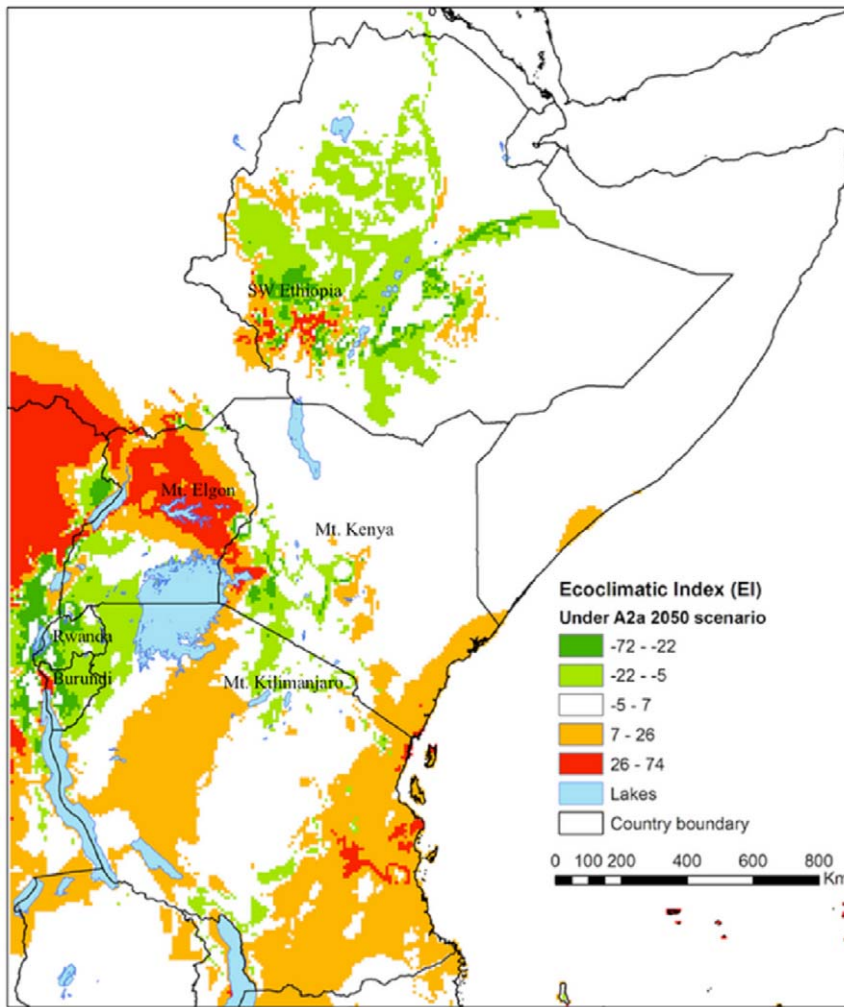 SW Ethiopia
Mt. Elgon
Mt. Kenya
Rwanda
Burundi
Mt. Kilimanjaro
Ecoclimatic Index (EI)
Under A2a 2050 scenario
-72 - -22
-22 - -5
-5 - 7
7 - 26
26 - 74
Lakes
Country boundary
0 100 200 400 600 800
Km